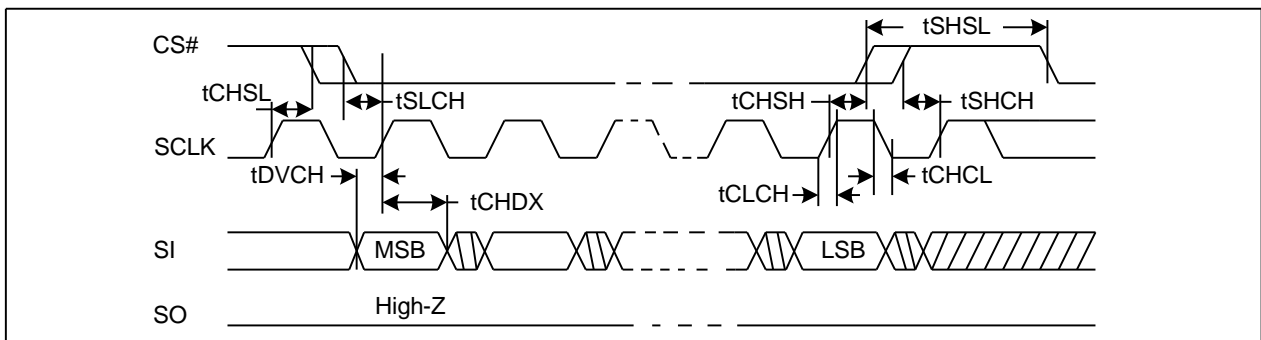 tSHSL
CS#
tCHSL
tSLCH
tCHSH
tSHCH
SCLK
tDVCH
tCHDX
tCLCH
tCHCL
SI
MSB
LSB
High-Z
SO